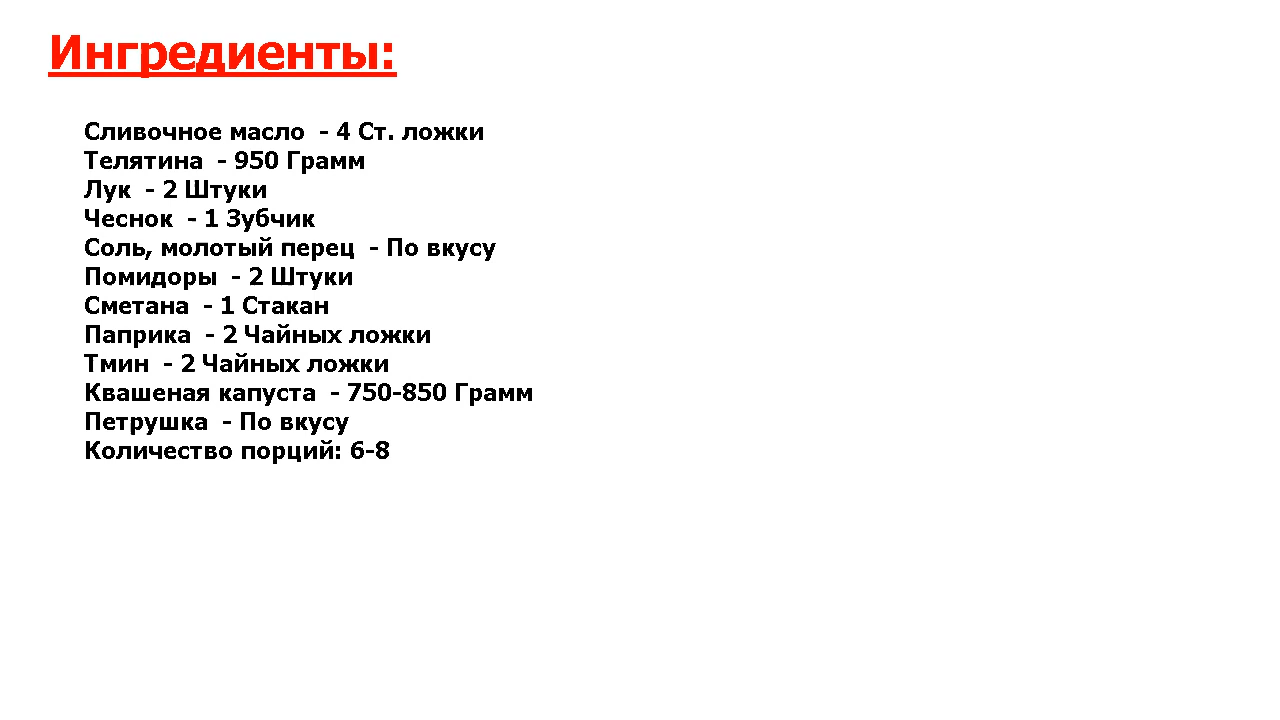 Ингредиенты:
Сливочное масло  - 4 Ст. ложки
Телятина  - 950 Грамм
Лук  - 2 Штуки
Чеснок  - 1 Зубчик
Соль, молотый перец  - По вкусу
Помидоры  - 2 Штуки
Сметана  - 1 Стакан
Паприка  - 2 Чайных ложки
Тмин  - 2 Чайных ложки
Квашеная капуста  - 750-850 Грамм
Петрушка  - По вкусу
Количество порций: 6-8